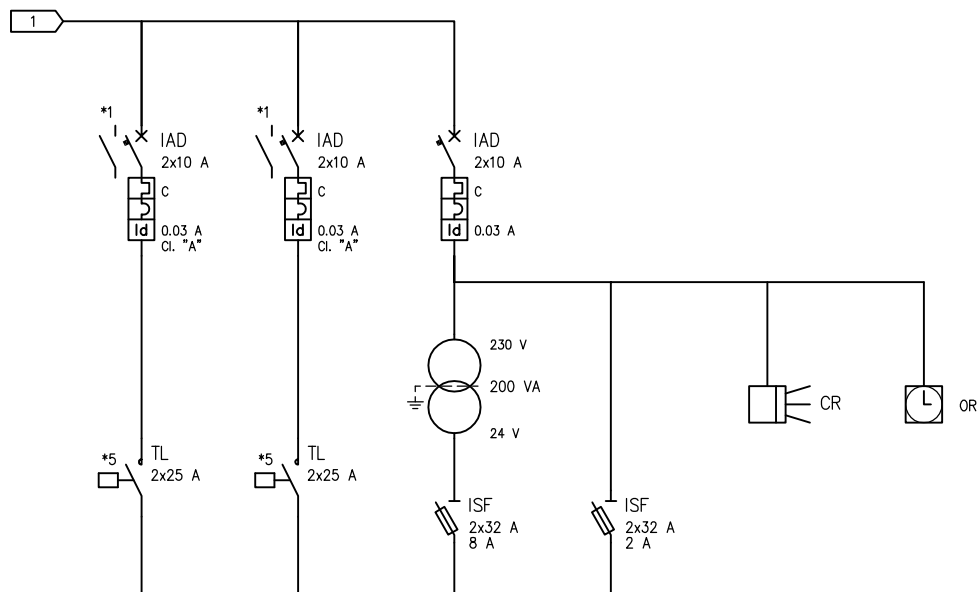 1
*1
IAD
2x10 A
C
Id
0.03 A
Cl. "A"
*1
IAD
2x10 A
C
Id
0.03 A
Cl. "A"
IAD
2x10 A
C
Id
0.03 A
230 V
200 VA
24 V
CR
OR
*5
TL
2x25 A
*5
TL
2x25 A
ISF
2x32 A
8 A
ISF
2x32 A
2 A